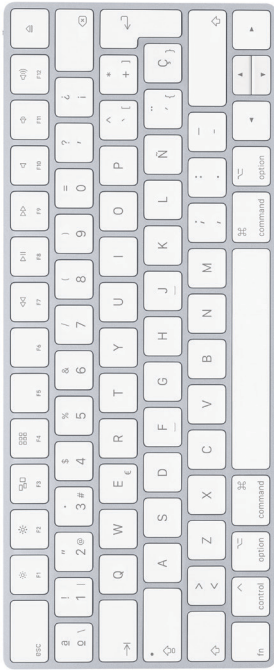 esc F1 F2 F3 F4 F5 F6 F7 F8 F9 F10 F11 F12
ª º \ ! 1 | " 2 @ · 3 # $ 4 % 5 & 6 / 7 ( 8 ) 9 = 0 ? ' ¿ ¡
Q W E € R T Y U I O P ^ ` [ * + ]
A S D F G H J K L Ñ ¨ ´ { Ç }
> < Z X C V B N M ; , : . _ -
fn control option command command option